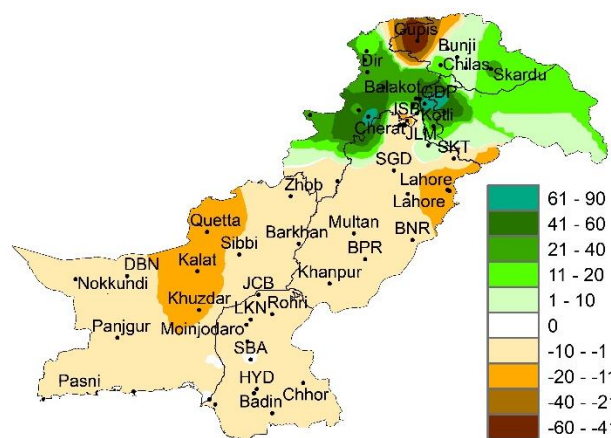 Gupis
Bunji
Dir
Chilas
Skardu
Balakot
GDP
JSB
Kotli
Cherat
JLM
SKT
SGD
Zhob
Lahore
Lahore
Quetta
Multan
BNR
Sibbi
Barkhan
BPR
DBN
Kalat
Nokkundi
Khanpur
JCB
Khuzdar
Rohri
LKN
Moinjodaro
Panjgur
SBA
Pasni
HYD
Chhor
Badin
61 - 90
41 - 60
21 - 40
11 - 20
1 - 10
0
-10 - -1
-20 - -11
-40 - -21
-60 - -41